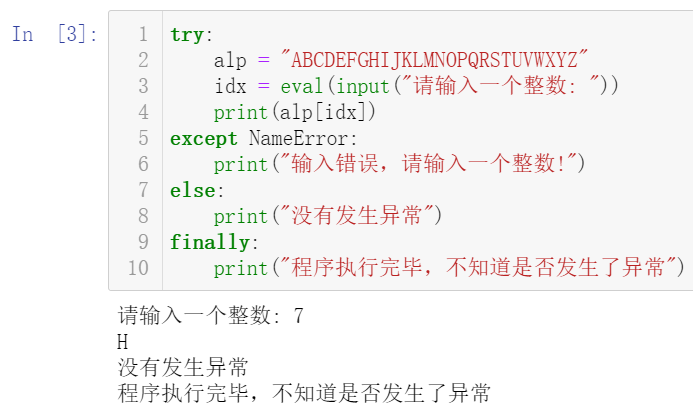 In [3]:
1 try:
2     alp = "ABCDEFGHIJKLMNOPQRSTUVWXYZ"
3     idx = eval(input("请输入一个整数: "))
4     print(alp[idx])
5 except NameError:
6     print("输入错误，请输入一个整数!")
7 else:
8     print("没有发生异常")
9 finally:
10     print("程序执行完毕，不知道是否发生了异常")
请输入一个整数: 7
H
没有发生异常
程序执行完毕，不知道是否发生了异常